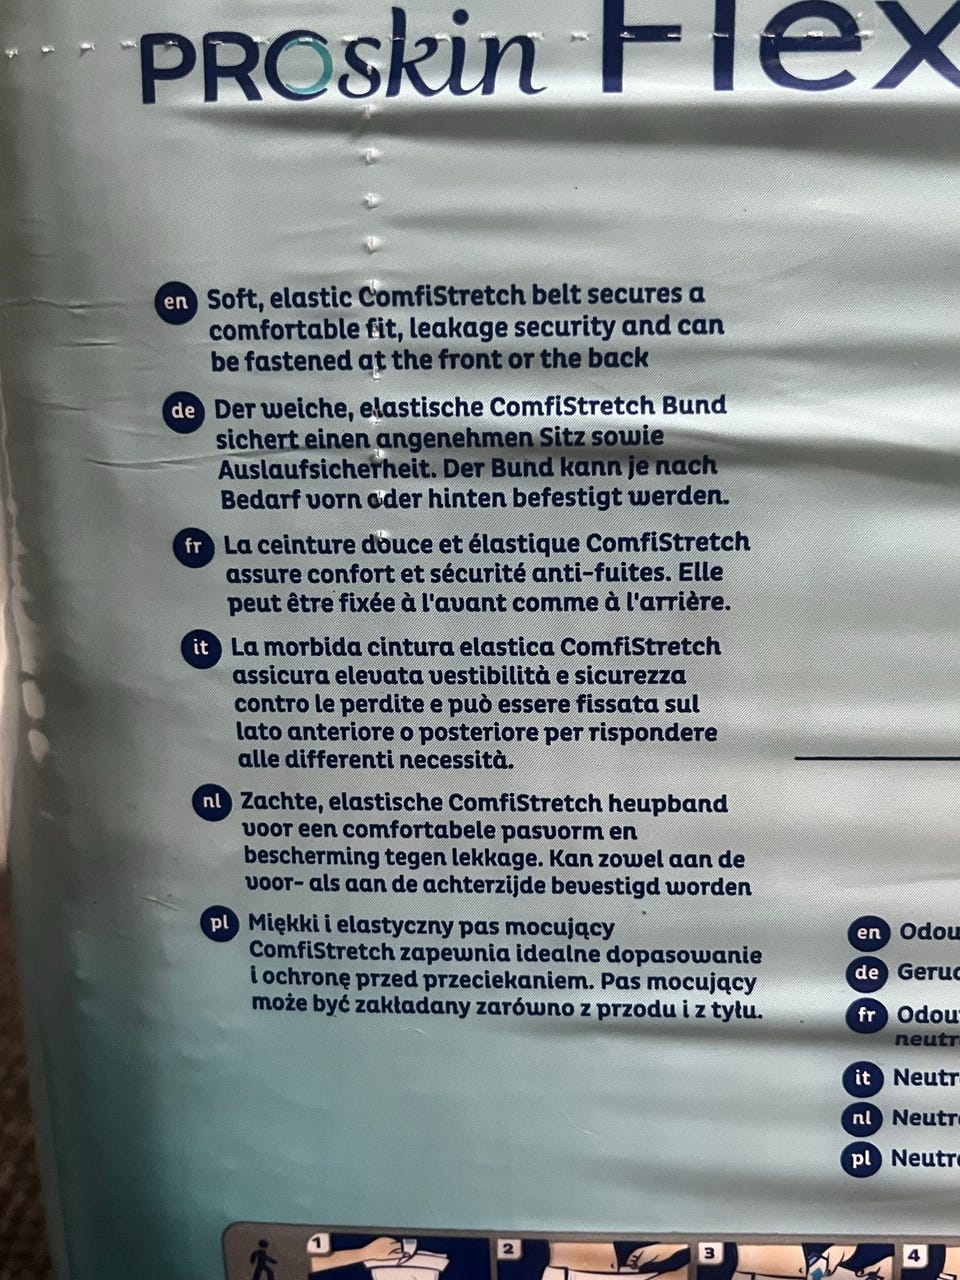 PROskin Flex
en Soft, elastic ComfiStretch belt secures a
comfortable fit, leakage security and can
be fastened at the front or the back
de Der weiche, elastische ComfiStretch Bund
sichert einen angenehmen Sitz sowie
Auslaufsicherheit. Der Bund kann je nach
Bedarf vorn oder hinten befestigt werden.
fr La ceinture douce et élastique ComfiStretch
assure confort et sécurité anti-fuites. Elle
peut être fixée à l'avant comme à l'arrière.
it La morbida cintura elastica ComfiStretch
assicura elevata vestibilità e sicurezza
contro le perdite e può essere fissata sul
lato anteriore o posteriore per rispondere
alle differenti necessità.
nl Zachte, elastische ComfiStretch heupband
voor een comfortabele pasvorm en
bescherming tegen lekkage. Kan zowel aan de
voor- als aan de achterzijde bevestigd worden
pl Miękki i elastyczny pas mocujący
ComfiStretch zapewnia idealne dopasowanie
i ochronę przed przeciekaniem. Pas mocujący
może być zakładany zarówno z przodu i z tyłu.
en Odou
de Geruc
fr Odou
neutr
it Neutr
nl Neutr
pl Neutr
1 2 3 4